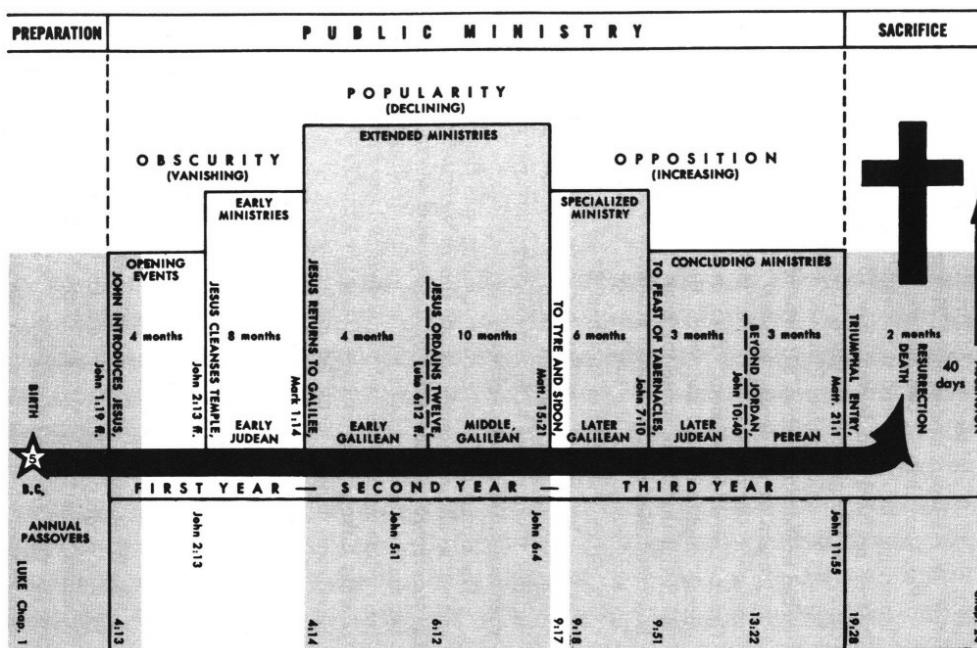 PREPARATION
PUBLIC MINISTRY
SACRIFICE
POPULARITY
(DECLINING)
EXTENDED MINISTRIES
OBSCURITY
(VANISHING)
OPPOSITION
(INCREASING)
EARLY
MINISTRIES
SPECIALIZED
MINISTRY
OPENING
EVENTS
CONCLUDING MINISTRIES
BIRTH
JOHN INTRODUCES JESUS,
John 1:19 ff.
4 months
JESUS CLEANSES TEMPLE,
John 2:13 ff.
8 months
JESUS RETURNS TO GALILEE,
Mark 1:14
4 months
JESUS ORDAINS TWELVE,
Luke 6:12 ff.
10 months
TO TYRE AND SIDON,
Matt. 15:21
6 months
TO FEAST OF TABERNACLES,
John 7:10
3 months
BEYOND JORDAN,
John 10:40
3 months
TRIUMPHAL ENTRY,
Matt. 21:1
2 months
DEATH
RESURRECTION
40
days
EARLY
JUDEAN
EARLY
GALILEAN
MIDDLE,
GALILEAN
LATER
GALILEAN
LATER
JUDEAN
PEREAN
5
B.C.
FIRST YEAR — SECOND YEAR — THIRD YEAR
ANNUAL
PASSOVERS
John 2:13
John 5:1
John 6:4
John 11:55
LUKE Chap. 1
4:13
4:14
6:12
9:17
9:18
9:51
13:22
19:28